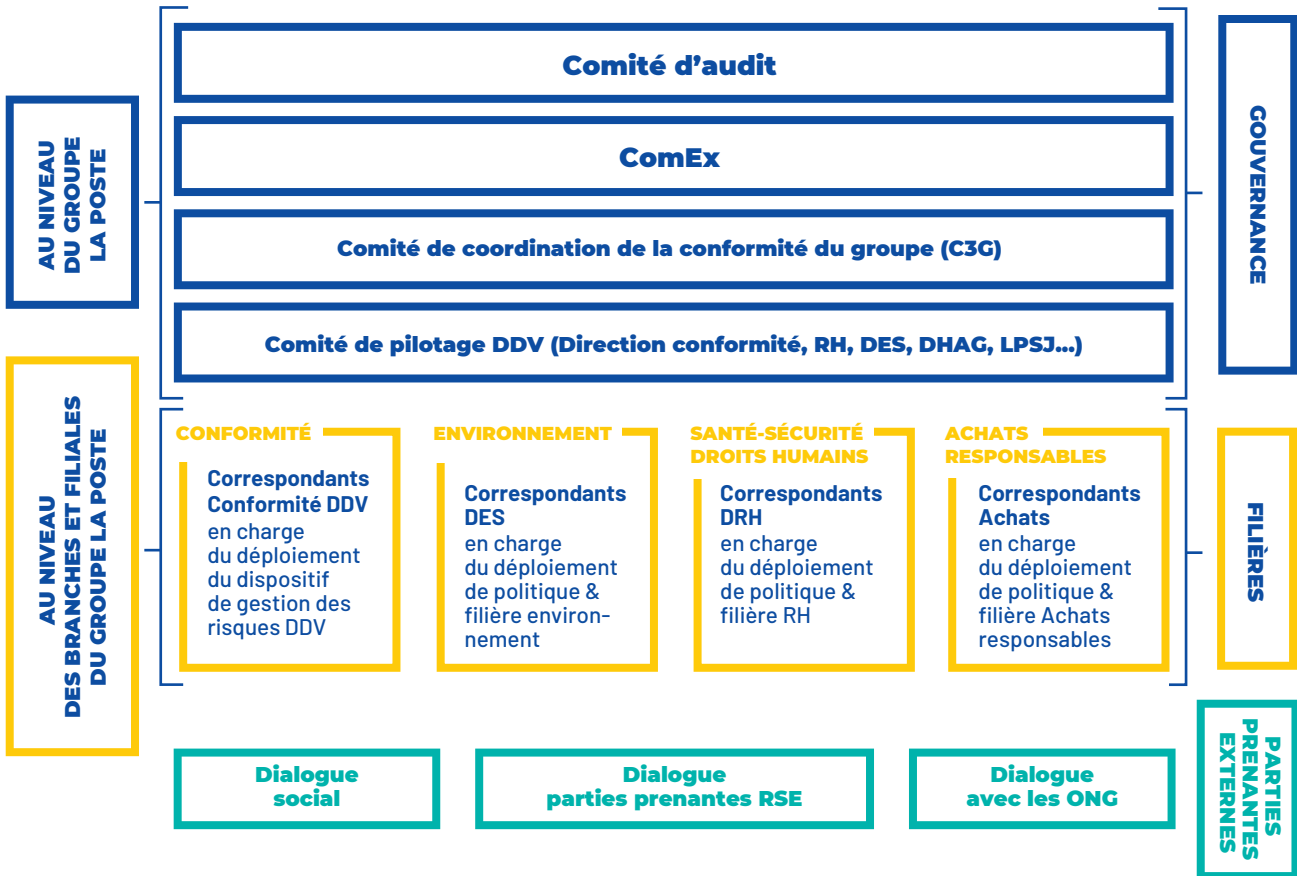 AU NIVEAU
DU GROUPE
LA POSTE
Comité d’audit
ComEx
Comité de coordination de la conformité du groupe (C3G)
Comité de pilotage DDV (Direction conformité, RH, DES, DHAG, LPSJ...)
GOUVERNANCE
AU NIVEAU
DES BRANCHES ET FILIALES
DU GROUPE LA POSTE
CONFORMITÉ
Correspondants
Conformité DDV
en charge
du déploiement
du dispositif
de gestion des
risques DDV
ENVIRONNEMENT
Correspondants
DES
en charge
du déploiement
de politique &
filière environ-
nement
SANTÉ-SÉCURITÉ
DROITS HUMAINS
Correspondants
DRH
en charge
du déploiement
de politique &
filière RH
ACHATS
RESPONSABLES
Correspondants
Achats
en charge
du déploiement
de politique &
filière Achats
responsables
FILIÈRES
Dialogue
social
Dialogue
parties prenantes RSE
Dialogue
avec les ONG
PARTIES
PRENANTES
EXTERNES